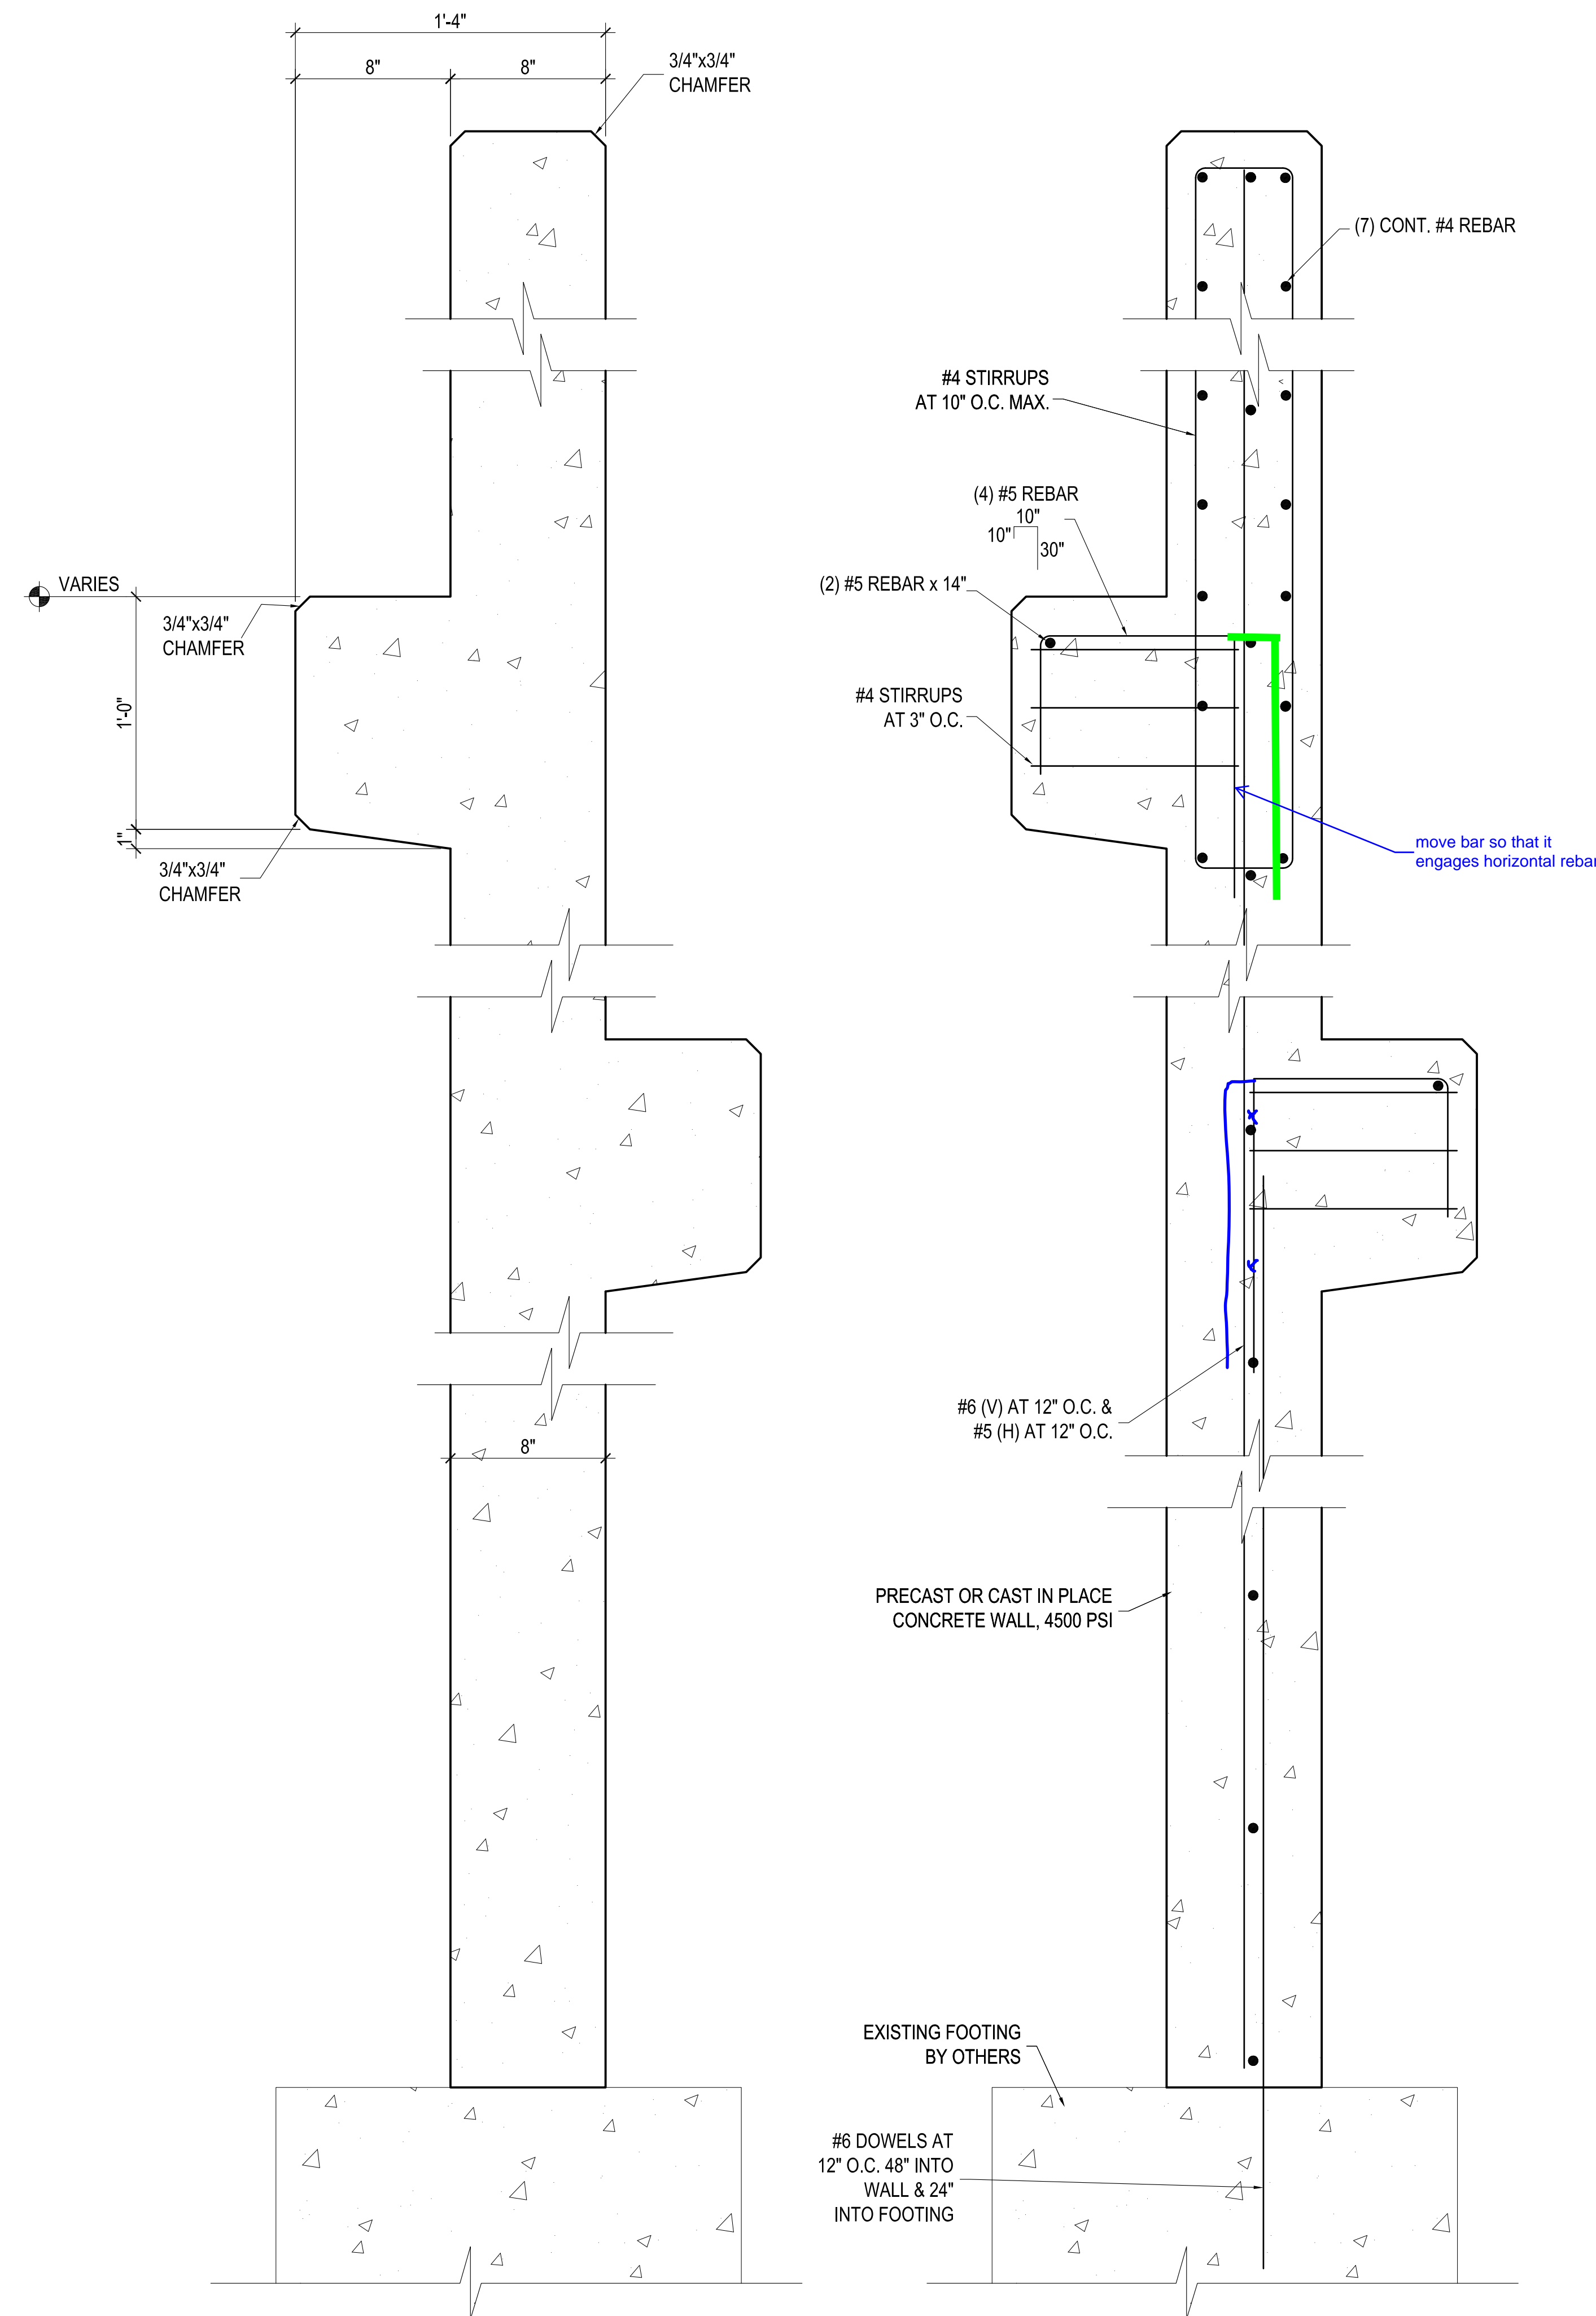 1'-4"
8"
8"
3/4"x3/4"
CHAMFER
VARIES
3/4"x3/4"
CHAMFER
1'-0"
1"
3/4"x3/4"
CHAMFER
8"
(7) CONT. #4 REBAR
#4 STIRRUPS
AT 10" O.C. MAX.
(4) #5 REBAR
10"
10"
30"
(2) #5 REBAR x 14"
#4 STIRRUPS
AT 3" O.C.
move bar so that it
engages horizontal rebar
#6 (V) AT 12" O.C. &
#5 (H) AT 12" O.C.
PRECAST OR CAST IN PLACE
CONCRETE WALL, 4500 PSI
EXISTING FOOTING
BY OTHERS
#6 DOWELS AT
12" O.C. 48" INTO
WALL & 24"
INTO FOOTING